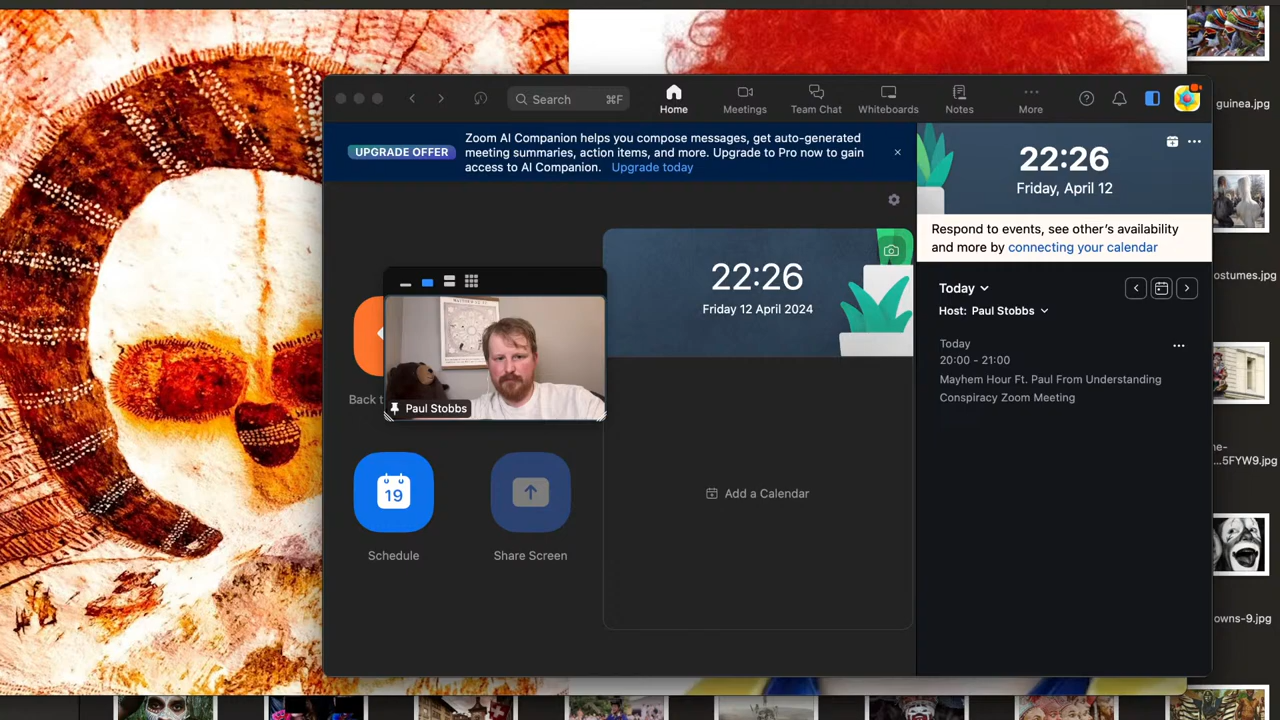 Search ⌘F
Home
Meetings
Team Chat
Whiteboards
Notes
More
UPGRADE OFFER
Zoom AI Companion helps you compose messages, get auto-generated
meeting summaries, action items, and more. Upgrade to Pro now to gain
access to AI Companion. Upgrade today
22:26
Friday, April 12
Respond to events, see other's availability
and more by connecting your calendar
22:26
Friday 12 April 2024
Today
Host: Paul Stobbs
Today
20:00 - 21:00
Mayhem Hour Ft. Paul From Understanding
Conspiracy Zoom Meeting
Back t
Paul Stobbs
Add a Calendar
19
Schedule
Share Screen
guinea.jpg
ostumes.jpg
ne-
...5FYW9.jpg
owns-9.jpg